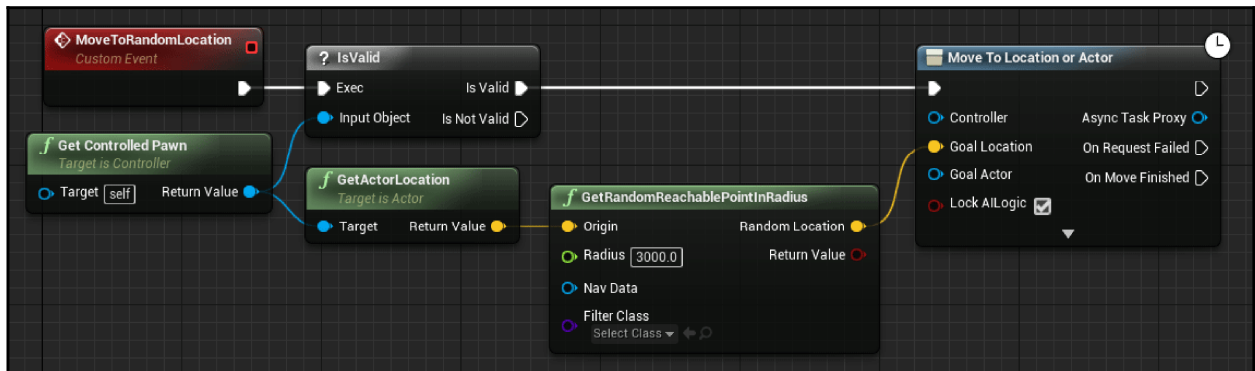 MoveToRandomLocation
Custom Event
? IsValid
Exec
Is Valid
Input Object
Is Not Valid
f Get Controlled Pawn
Target is Controller
Target self
Return Value
f GetActorLocation
Target is Actor
Target
Return Value
f GetRandomReachablePointInRadius
Origin
Random Location
Radius 3000.0
Return Value
Nav Data
Filter Class
Select Class
Move To Location or Actor
Controller
Async Task Proxy
Goal Location
On Request Failed
Goal Actor
On Move Finished
Lock AILogic